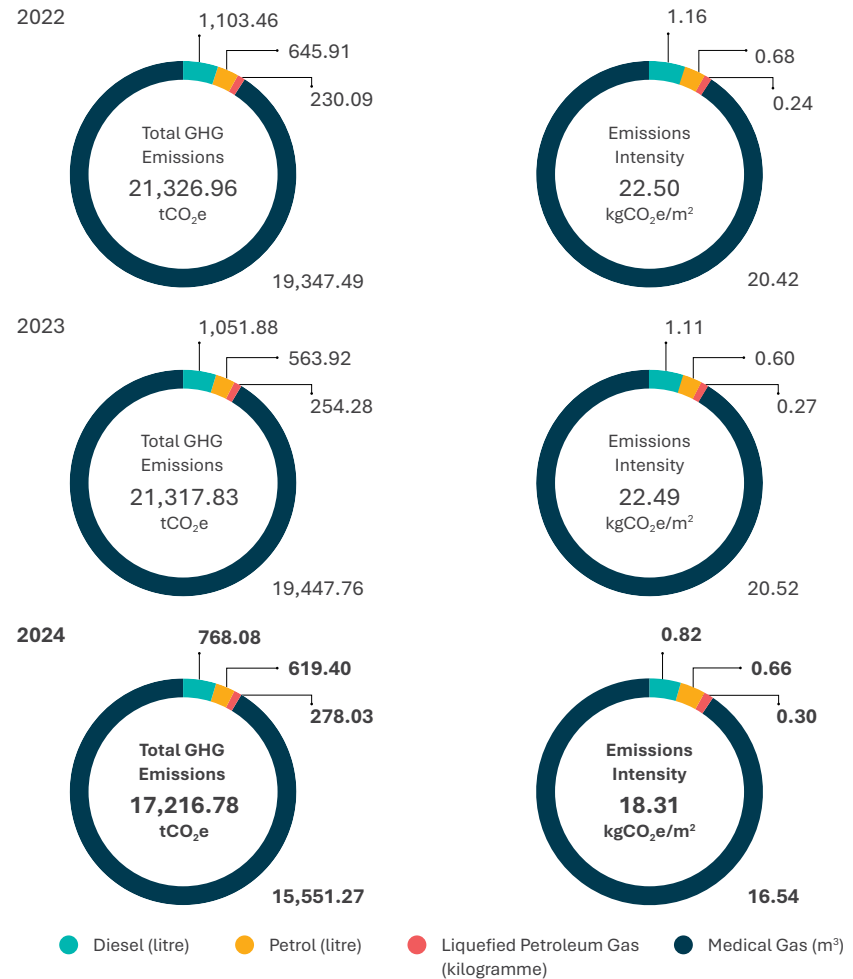 2022
1,103.46
645.91
230.09
Total GHG
Emissions
21,326.96
tCO₂e
19,347.49
1.16
0.68
0.24
Emissions
Intensity
22.50
kgCO₂e/m²
20.42
2023
1,051.88
563.92
254.28
Total GHG
Emissions
21,317.83
tCO₂e
19,447.76
1.11
0.60
0.27
Emissions
Intensity
22.49
kgCO₂e/m²
20.52
2024
768.08
619.40
278.03
Total GHG
Emissions
17,216.78
tCO₂e
15,551.27
0.82
0.66
0.30
Emissions
Intensity
18.31
kgCO₂e/m²
16.54
Diesel (litre)
Petrol (litre)
Liquefied Petroleum Gas
(kilogramme)
Medical Gas (m³)